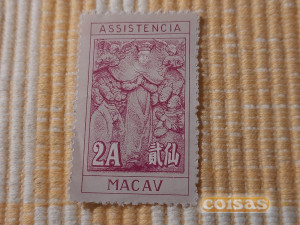 ASSISTENCIA
2A 貳仙
MACAV
coisas